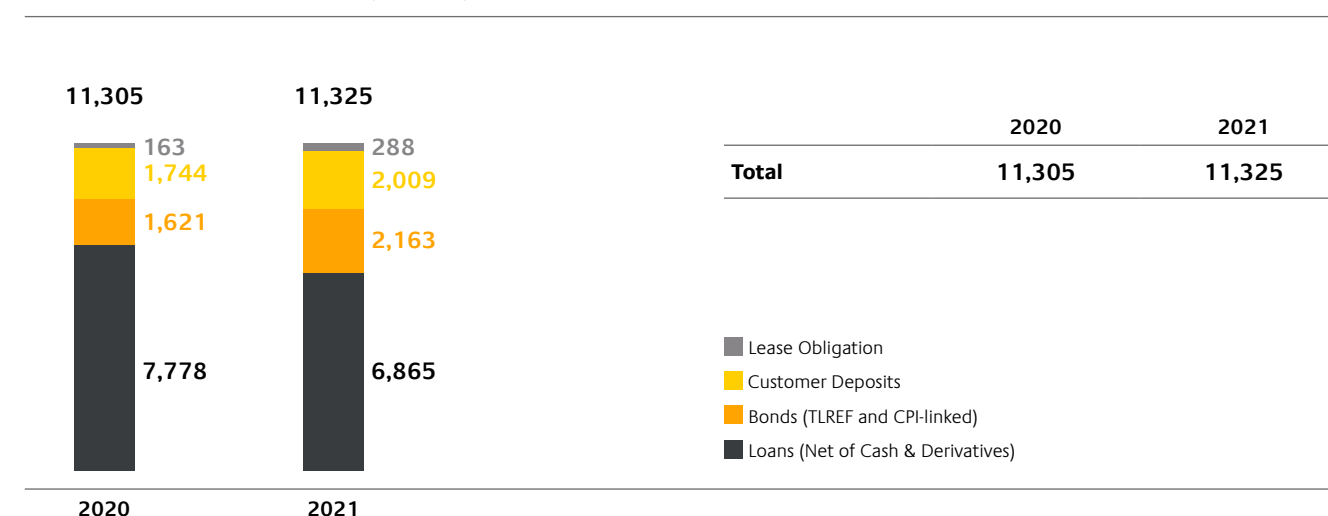 11,305
11,325
163
1,744
1,621
7,778
288
2,009
2,163
6,865
2020
2021
2020 2021
Total 11,305 11,325
Lease Obligation
Customer Deposits
Bonds (TLREF and CPI-linked)
Loans (Net of Cash & Derivatives)